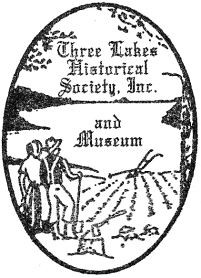 Three Lakes
Historical
Society, Inc.
and
Museum